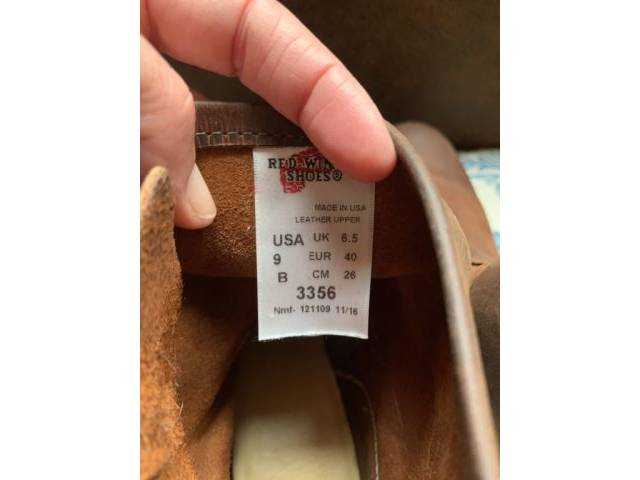 RED WIN
SHOES®
MADE IN USA
LEATHER UPPER
USA UK 6.5
9 EUR 40
B CM 26
3356
Nmf- 121109 11/16